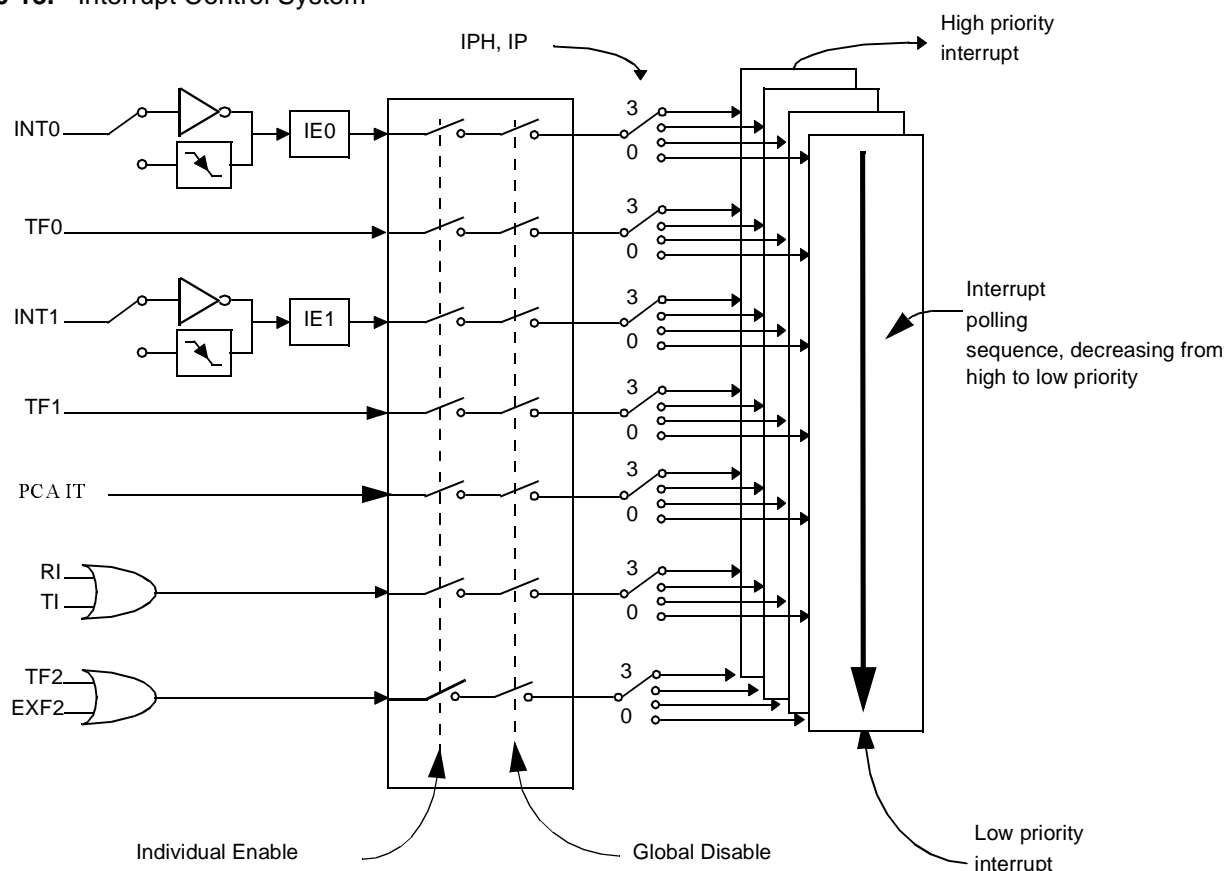 Interrupt Control System
High priority
interrupt
IPH, IP
INT0
IE0
3
0
TF0
3
0
INT1
IE1
3
0
Interrupt
polling
sequence, decreasing from
high to low priority
TF1
3
0
PCA IT
3
0
RI
TI
3
0
TF2
EXF2
3
0
Individual Enable
Global Disable
Low priority
interrupt